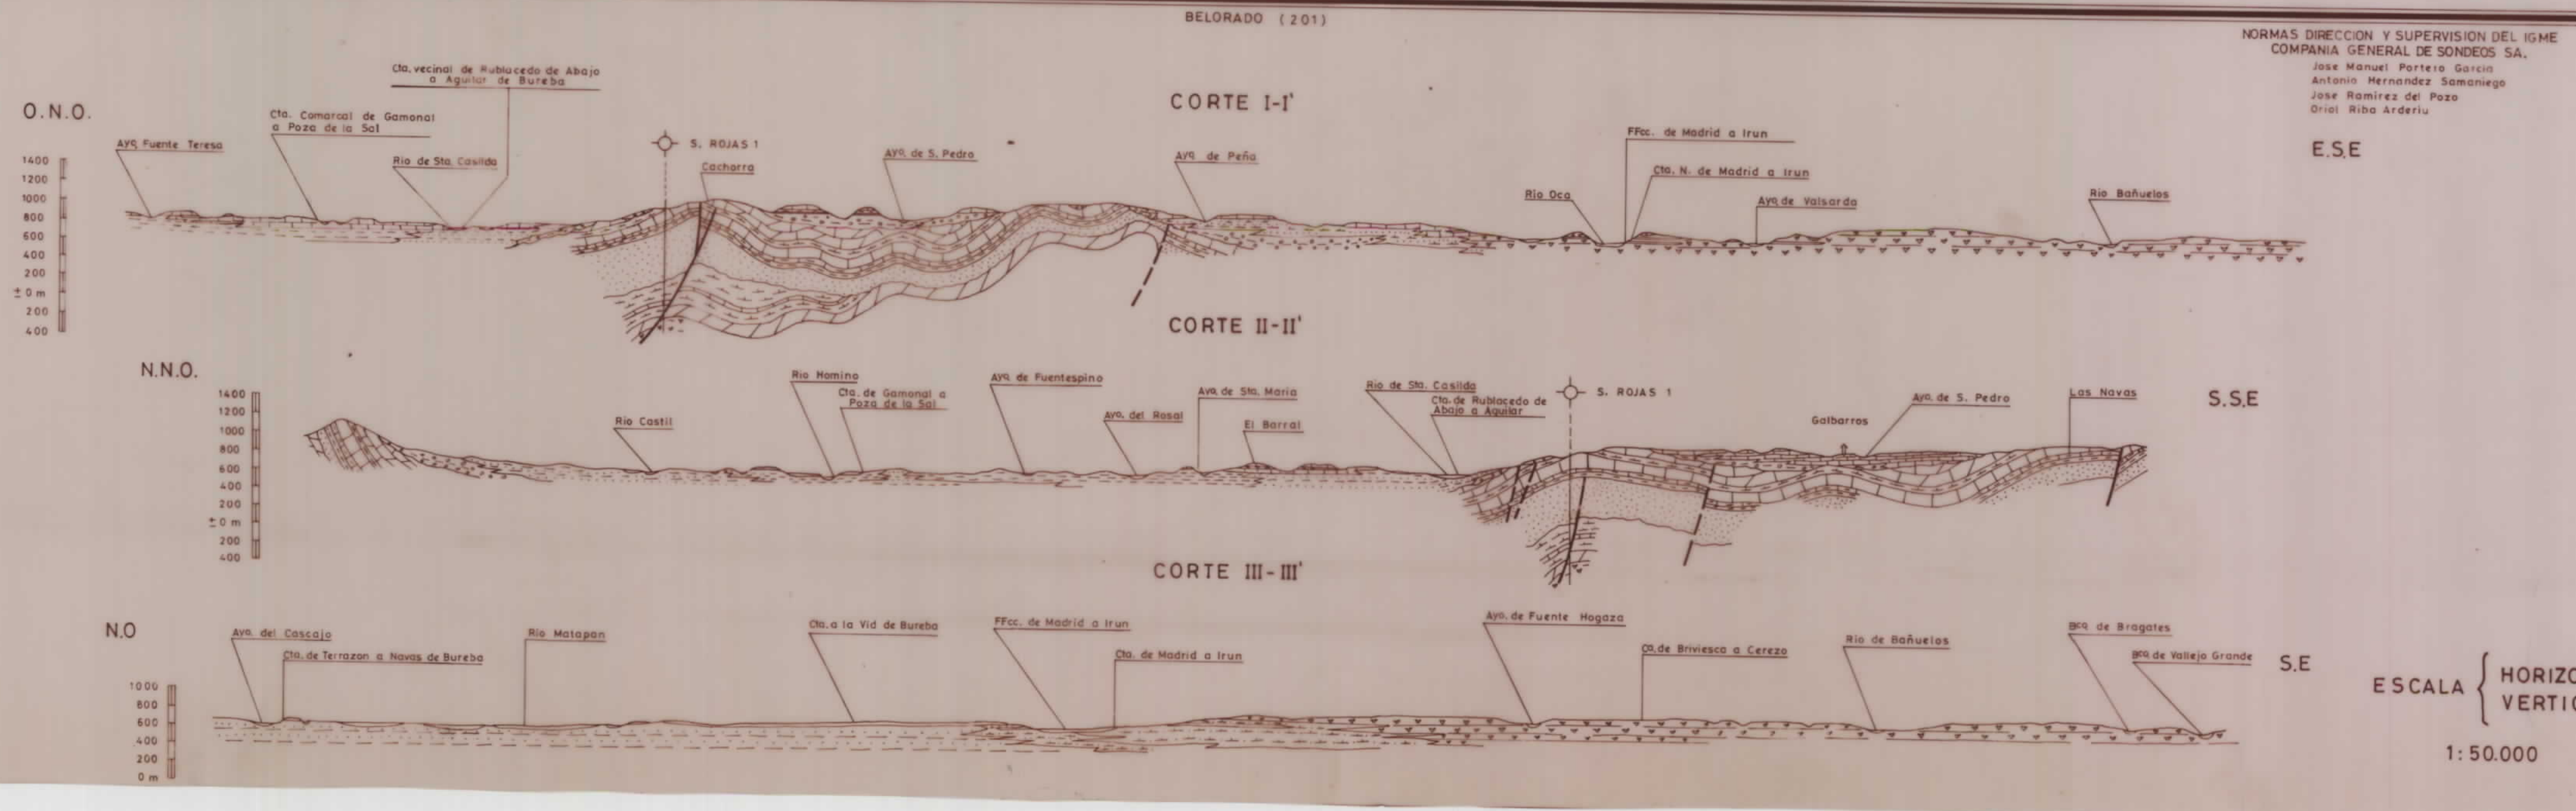 BELORADO (201)
NORMAS DIRECCION Y SUPERVISION DEL IGME
COMPAÑIA GENERAL DE SONDEOS SA.
Jose Manuel Portero Garcia
Antonio Hernandez Samaniego
Jose Ramirez del Pozo
Oriol Riba Arderiu
CORTE I-I'
O.N.O.
E.S.E
Cta. vecinal de Rublacedo de Abajo
a Aguilar de Bureba
Cta. Comarcal de Gamonal
a Poza de la Sal
Ayo. Fuente Teresa
Rio de Sta. Casilda
S. ROJAS 1
Cachorra
Ayo. de S. Pedro
Ayo. de Peña
FFcc. de Madrid a Irun
Cta. N. de Madrid a Irun
Rio Oca
Ayo. de Valsarda
Rio Bañuelos
1400
1200
1000
800
600
400
200
±0 m
200
400
CORTE II-II'
N.N.O.
S.S.E
Rio Castil
Rio Homino
Cta. de Gamonal a
Poza de la Sal
Ayo. de Fuentespino
Ayo. del Rosal
Ayo. de Sta. Maria
El Barral
Rio de Sta. Casilda
Cta. de Rublacedo de
Abajo a Aguilar
S. ROJAS 1
Galbarros
Ayo. de S. Pedro
Las Navas
1400
1200
1000
800
600
400
200
±0 m
200
400
CORTE III-III'
N.O
S.E
Ayo. del Cascajo
Cta. de Terrazon a Navas de Bureba
Rio Matapan
Cta. a la Vid de Bureba
FFcc. de Madrid a Irun
Cta. de Madrid a Irun
Ayo. de Fuente Hogaza
Ca. de Briviesca a Cerezo
Rio de Bañuelos
Bco. de Bragates
Bco. de Vallejo Grande
1000
800
600
400
200
0 m
ESCALA
HORIZO
VERTIC
1:50.000